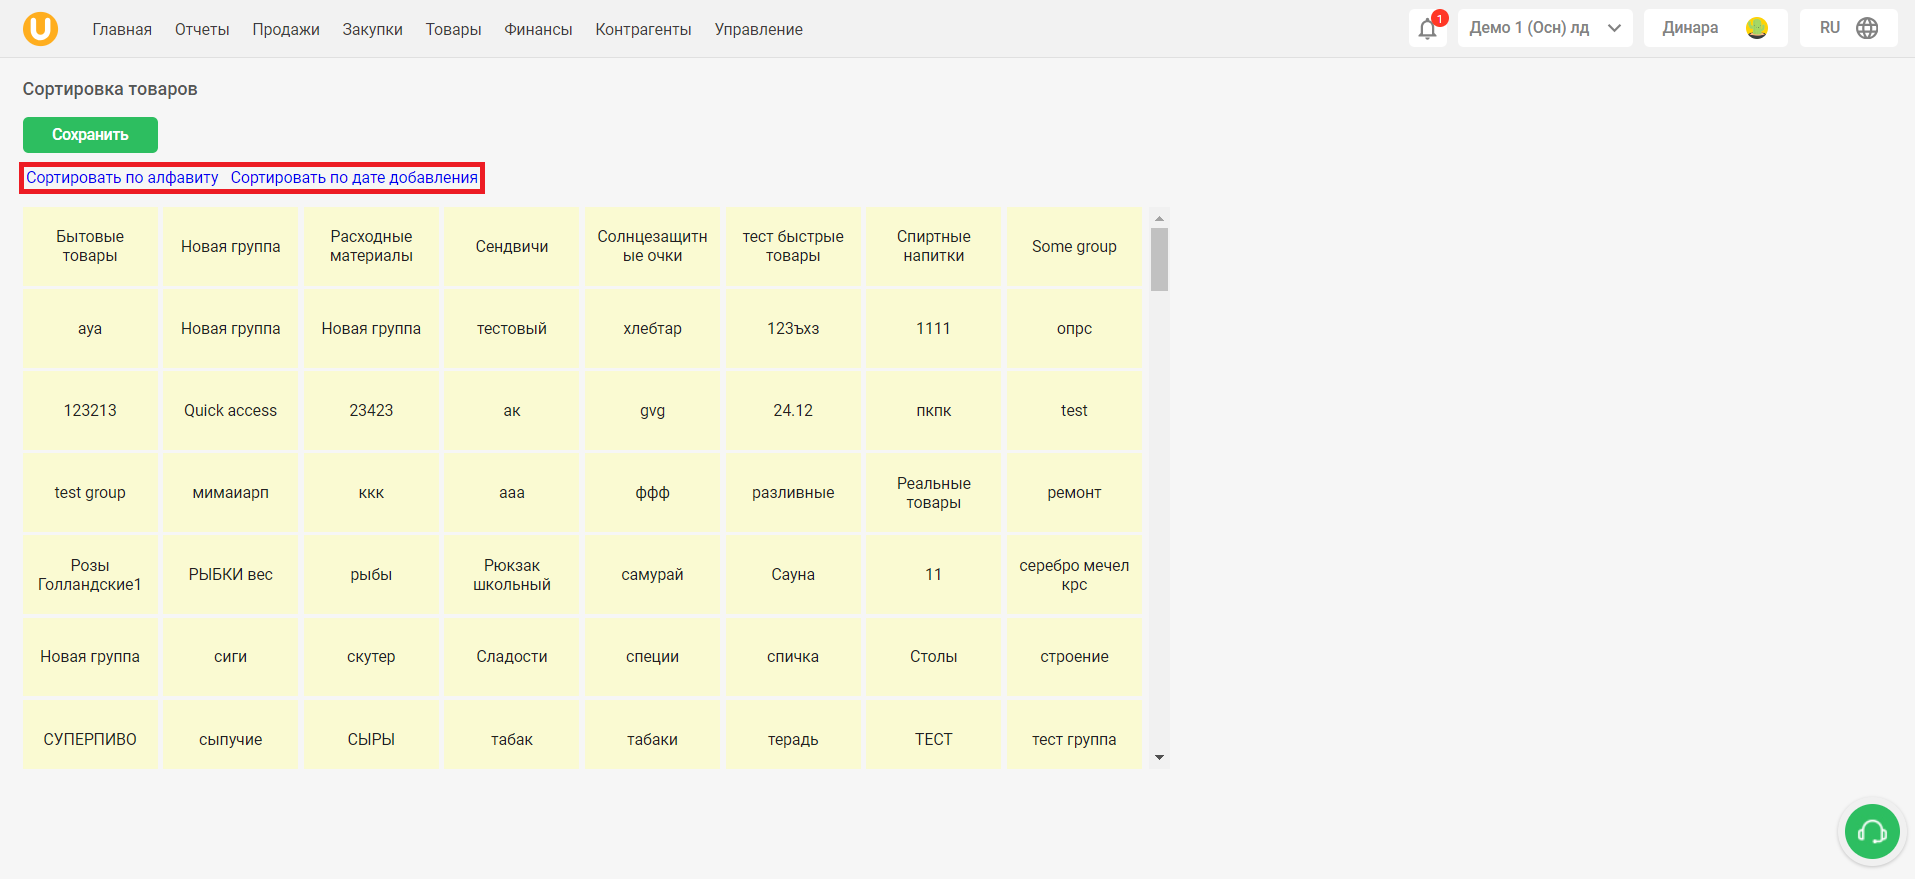 U Главная Отчеты Продажи Закупки Товары Финансы Контрагенты Управление 1 Демо 1 (Осн) лд Динара RU
Сортировка товаров
Сохранить
Сортировать по алфавиту Сортировать по дате добавления
Бытовые
товары
Новая группа
Расходные
материалы
Сендвичи
Солнцезащитн
ые очки
тест быстрые
товары
Спиртные
напитки
Some group
ауа
Новая группа
Новая группа
тестовый
хлебтар
123ъхз
1111
опрс
123213
Quick access
23423
ак
gvg
24.12
пкпк
test
test group
мимаиарп
ккк
ааа
ффф
разливные
Реальные
товары
ремонт
Розы
Голландские1
РЫБКИ вес
рыбы
Рюкзак
школьный
самурай
Сауна
11
серебро мечел
крс
Новая группа
сиги
скутер
Сладости
специи
спичка
Столы
строение
СУПЕРПИВО
сыпучие
СЫРЫ
табак
табаки
терадь
ТЕСТ
тест группа